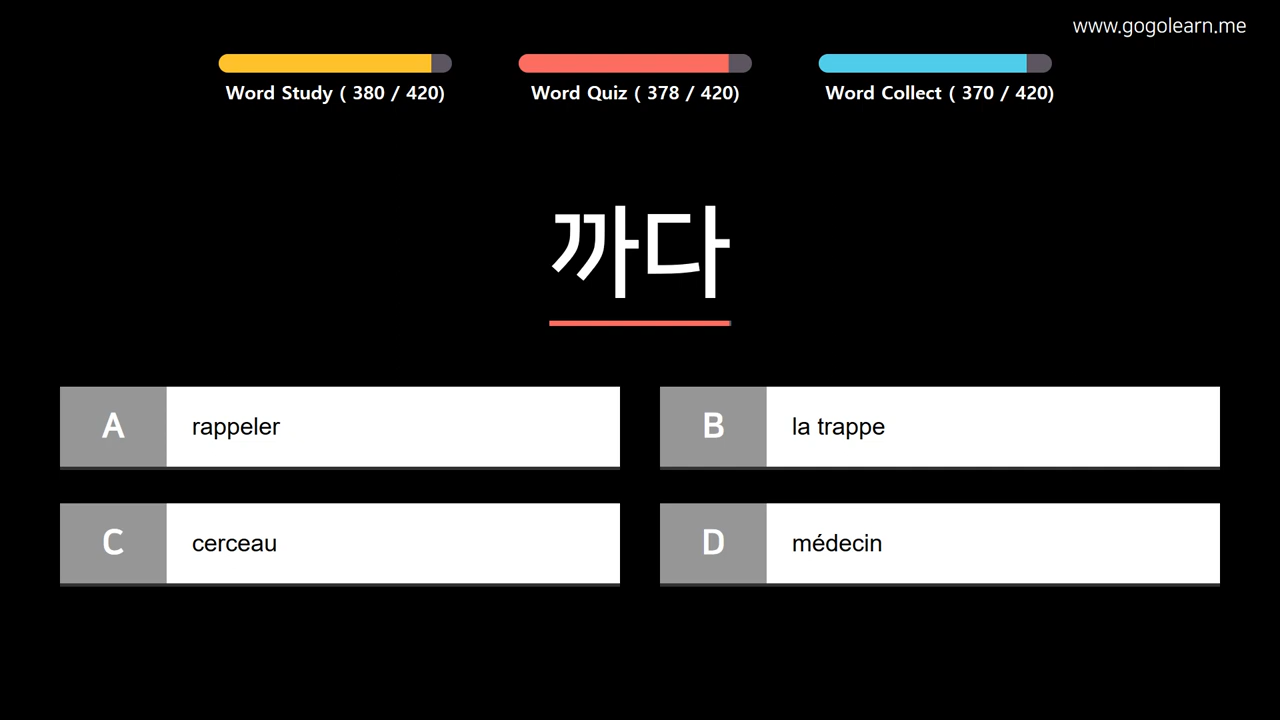 www.gogolearn.me
Word Study ( 380 / 420)
Word Quiz ( 378 / 420)
Word Collect ( 370 / 420)
까다
A rappeler
B la trappe
C cerceau
D médecin